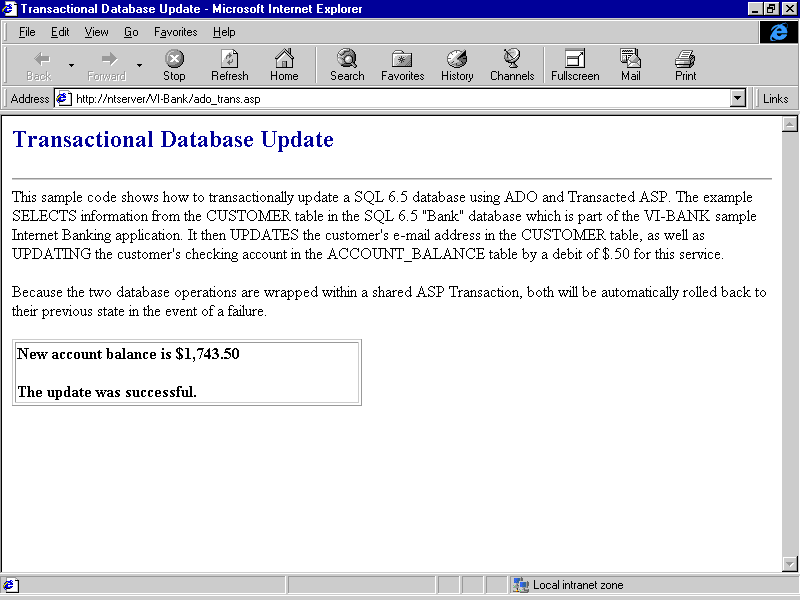 Transactional Database Update - Microsoft Internet Explorer
File Edit View Go Favorites Help
Back Forward Stop Refresh Home Search Favorites History Channels Fullscreen Mail Print
Address http://ntserver/VI-Bank/ado_trans.asp Links
Transactional Database Update
This sample code shows how to transactionally update a SQL 6.5 database using ADO and Transacted ASP. The example
SELECTS information from the CUSTOMER table in the SQL 6.5 "Bank" database which is part of the VI-BANK sample
Internet Banking application. It then UPDATES the customer's e-mail address in the CUSTOMER table, as well as
UPDATING the customer's checking account in the ACCOUNT_BALANCE table by a debit of $.50 for this service.
Because the two database operations are wrapped within a shared ASP Transaction, both will be automatically rolled back to
their previous state in the event of a failure.
New account balance is $1,743.50
The update was successful.
Local intranet zone